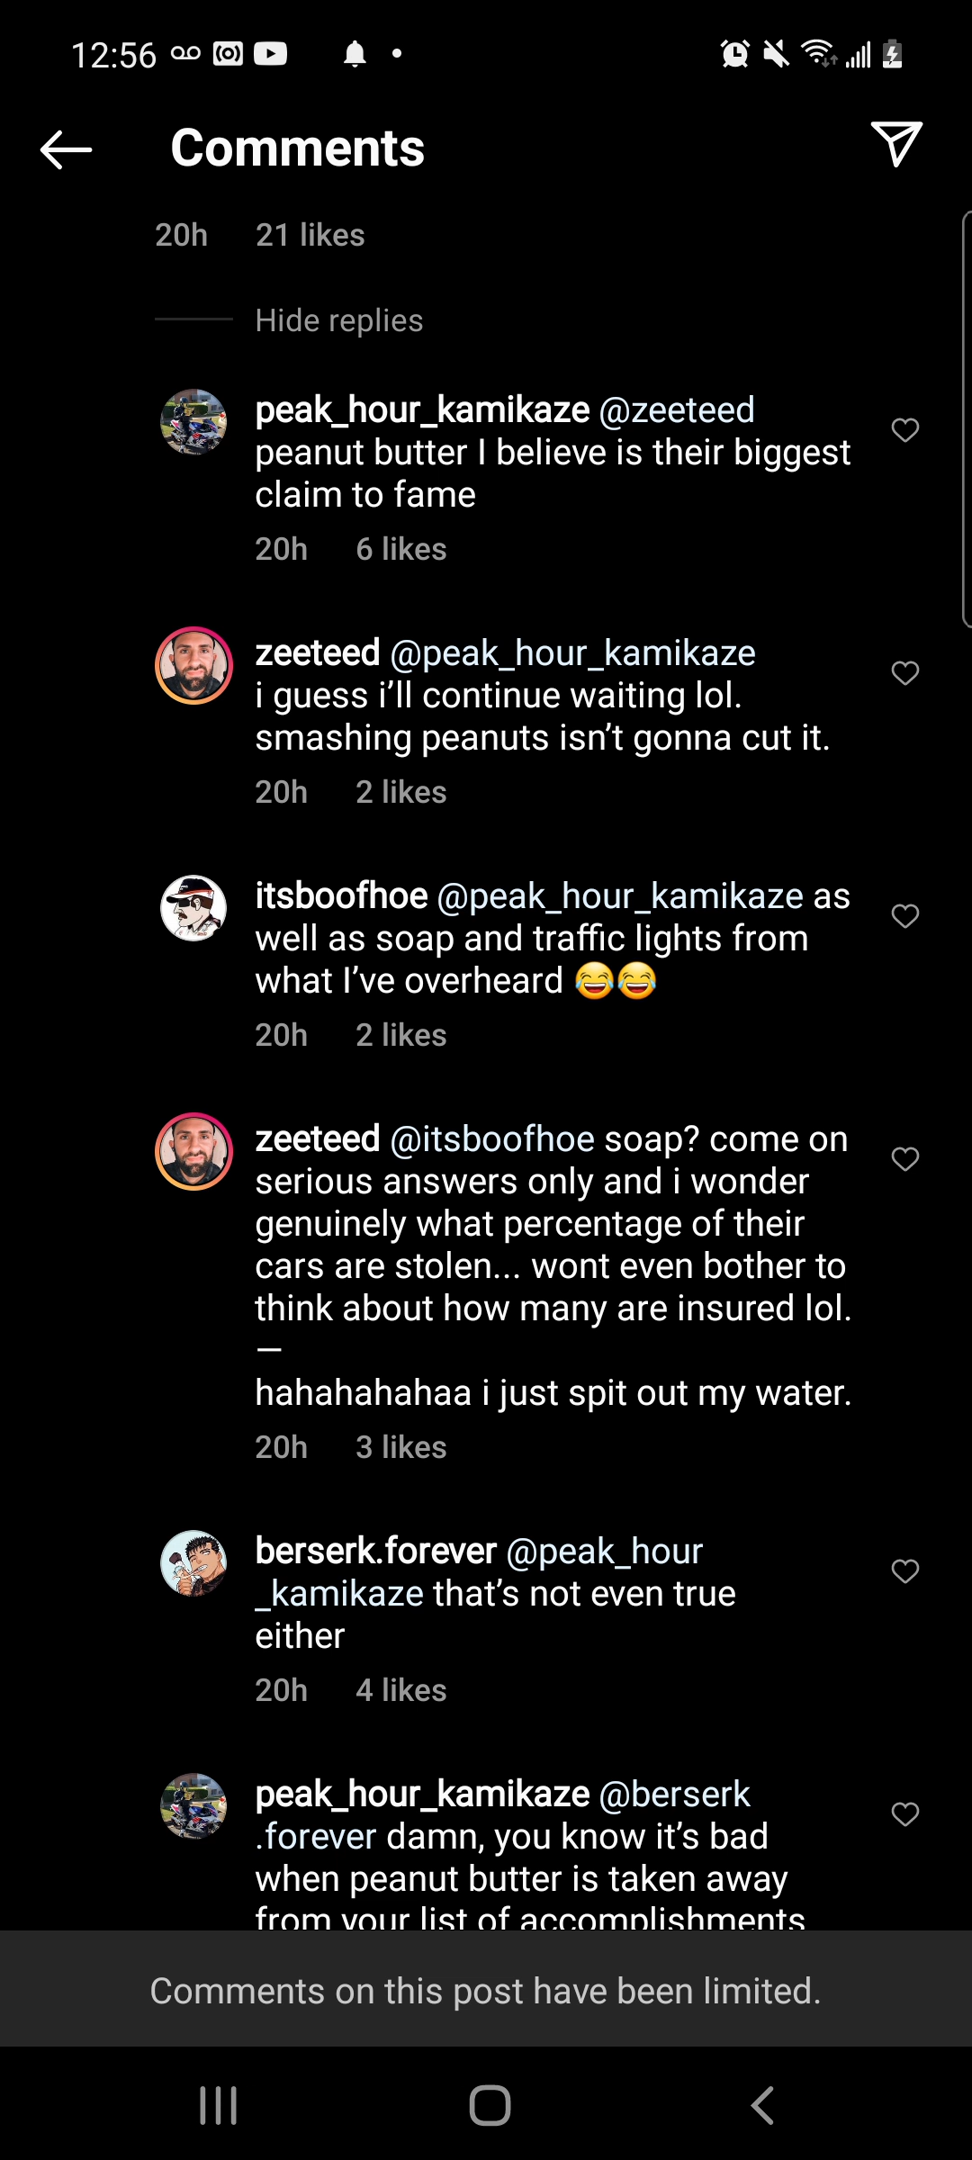 12:56
Comments
20h 21 likes
Hide replies
peak_hour_kamikaze @zeeteed
peanut butter I believe is their biggest
claim to fame
20h 6 likes
zeeteed @peak_hour_kamikaze
i guess i’ll continue waiting lol.
smashing peanuts isn’t gonna cut it.
20h 2 likes
itsboofhoe @peak_hour_kamikaze as
well as soap and traffic lights from
what I’ve overheard 😂😂
20h 2 likes
zeeteed @itsboofhoe soap? come on
serious answers only and i wonder
genuinely what percentage of their
cars are stolen... wont even bother to
think about how many are insured lol.
—
hahahahahaa i just spit out my water.
20h 3 likes
berserk.forever @peak_hour
_kamikaze that’s not even true
either
20h 4 likes
peak_hour_kamikaze @berserk
.forever damn, you know it’s bad
when peanut butter is taken away
from your list of accomplishments
Comments on this post have been limited.